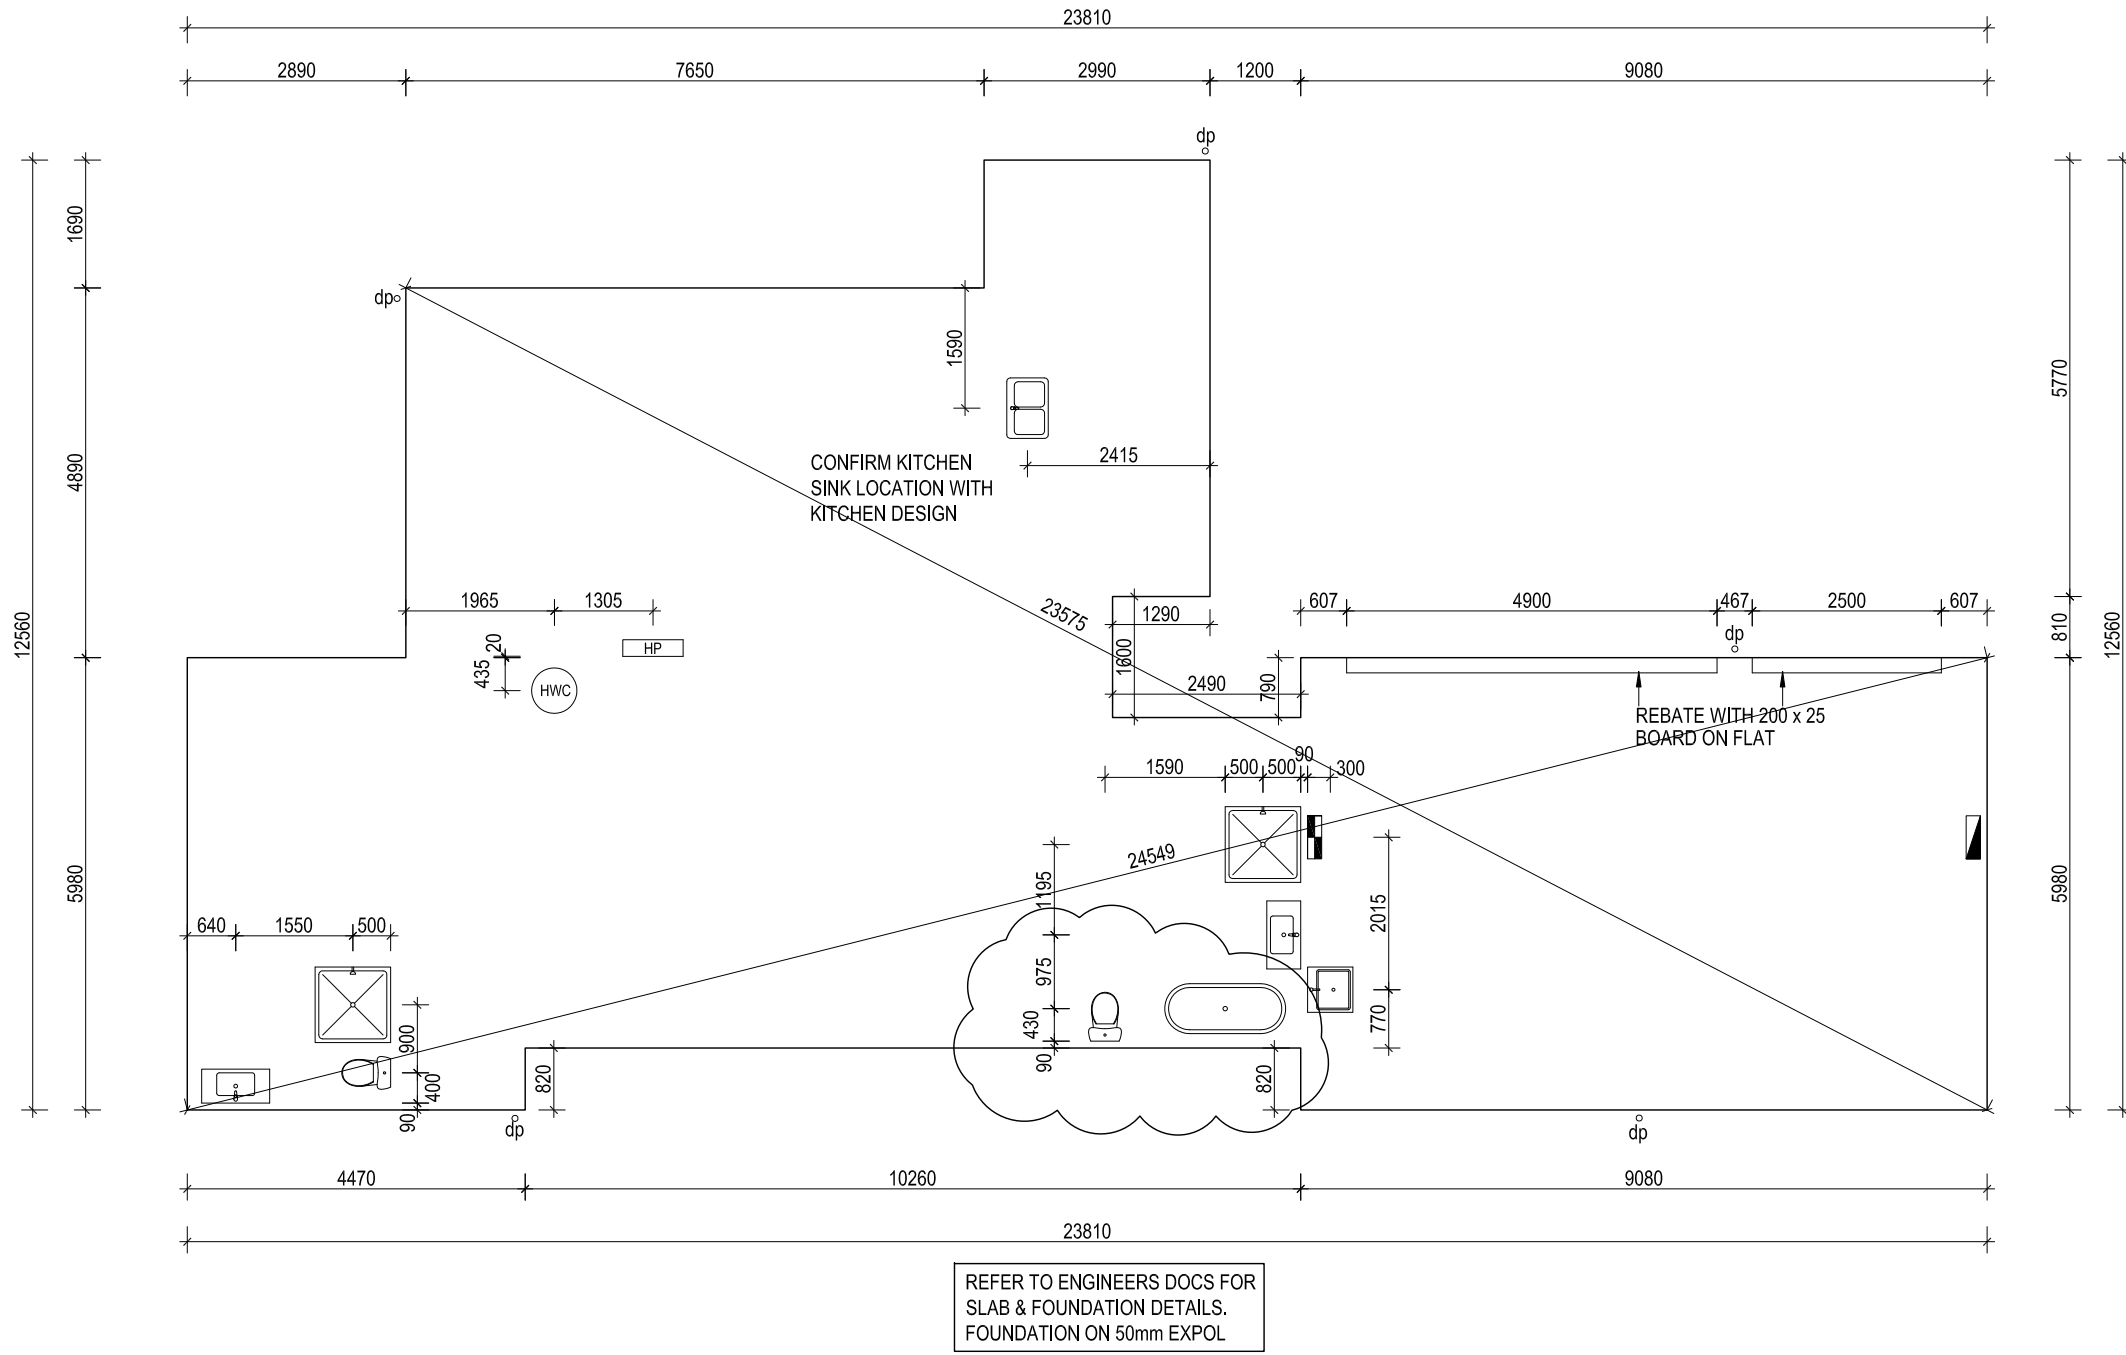 23810
2890 7650 2990 1200 9080
dp
1690
dp
1590
5770
4890
2415
CONFIRM KITCHEN
SINK LOCATION WITH
KITCHEN DESIGN
12560
12560
1965 1305
23575
1290
607 4900 467 2500 607
810
dp
20
435
HP
HWC
1600
2490
790
REBATE WITH 200 x 25
BOARD ON FLAT
90
1590 500 500 300
24549
1195
2015
5980
5980
640 1550 500
975
900
430
770
400
90
820
820
90
dp
dp
4470 10260 9080
23810
REFER TO ENGINEERS DOCS FOR
SLAB & FOUNDATION DETAILS.
FOUNDATION ON 50mm EXPOL